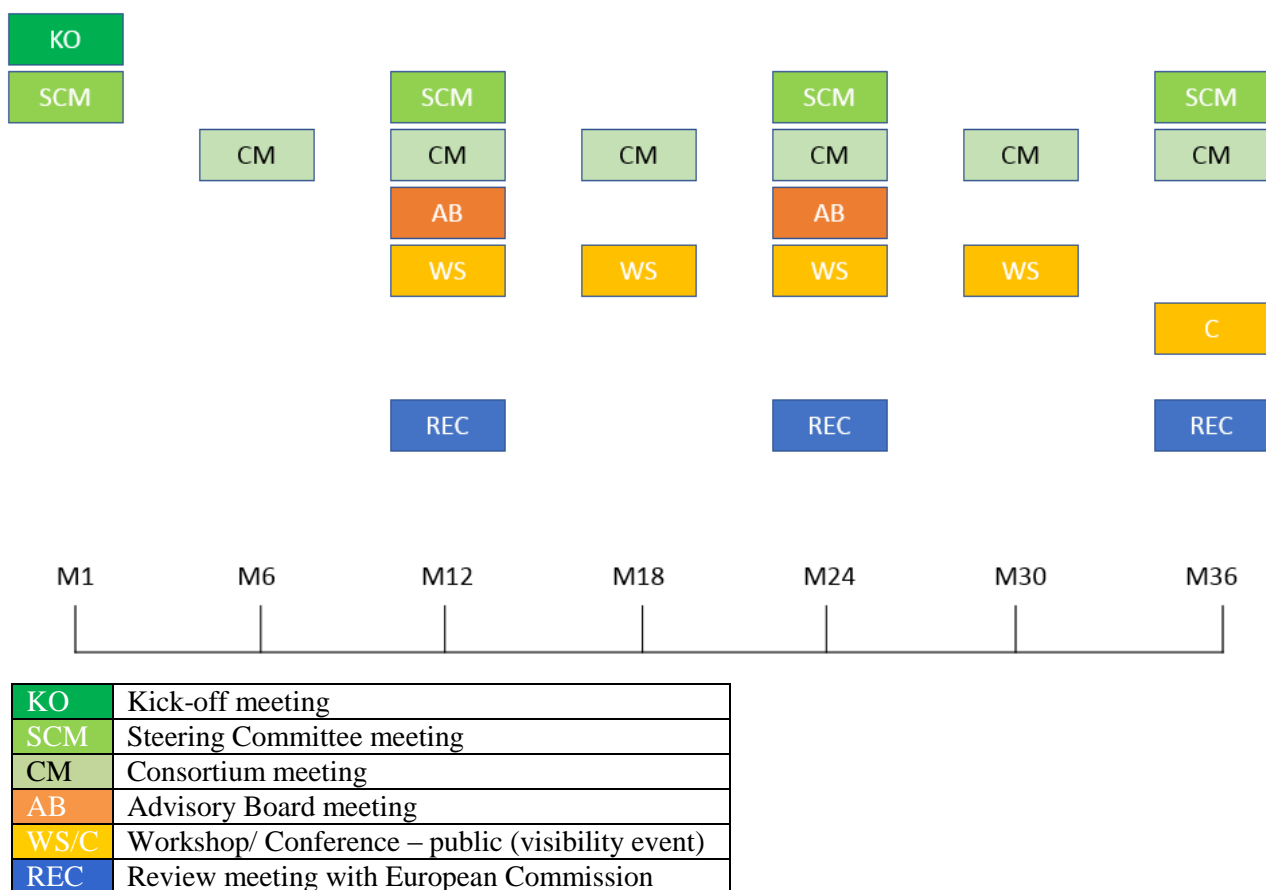 KO
SCM SCM SCM SCM
CM CM CM CM CM CM
AB AB
WS WS WS WS
C
REC REC REC
M1 M6 M12 M18 M24 M30 M36
KO Kick-off meeting
SCM Steering Committee meeting
CM Consortium meeting
AB Advisory Board meeting
WS/C Workshop/ Conference – public (visibility event)
REC Review meeting with European Commission